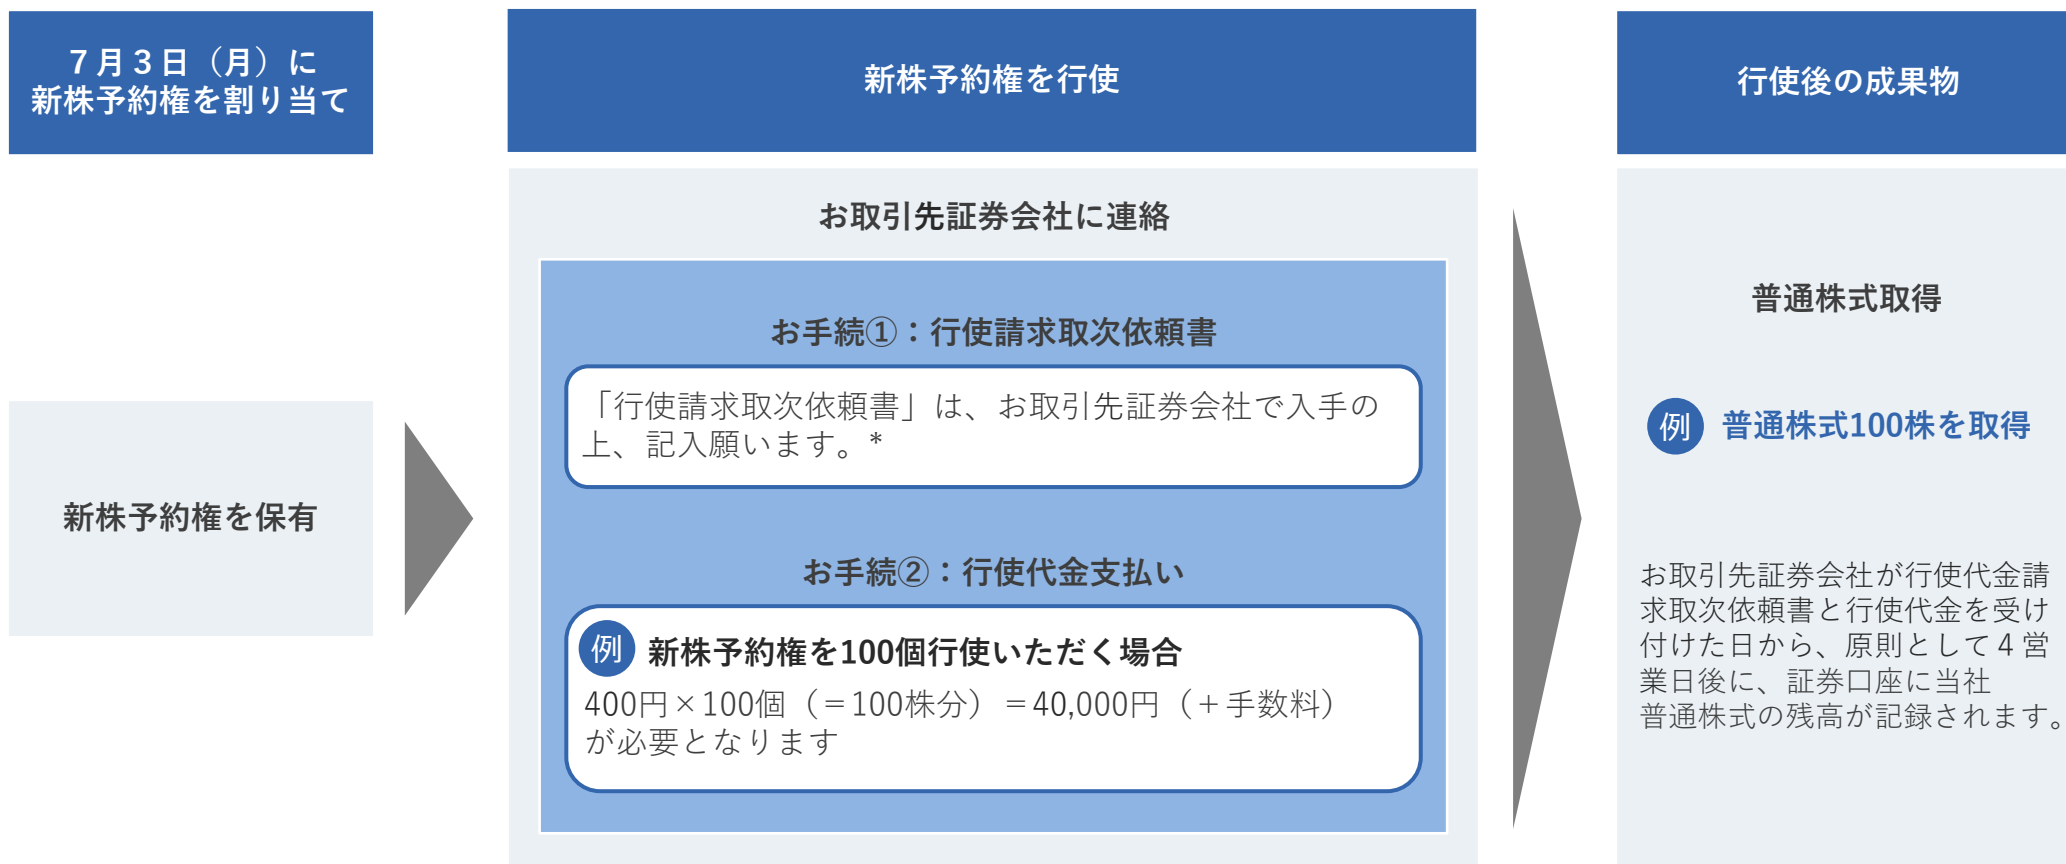 ７月３日（月）に
新株予約権を割り当て
新株予約権を保有
新株予約権を行使
お取引先証券会社に連絡
お手続①：行使請求取次依頼書
「行使請求取次依頼書」は、お取引先証券会社で入手の
上、記入願います。*
お手続②：行使代金支払い
例 新株予約権を100個行使いただく場合
400円×100個（＝100株分）＝40,000円（＋手数料）
が必要となります
行使後の成果物
普通株式取得
例 普通株式100株を取得
お取引先証券会社が行使代金請
求取次依頼書と行使代金を受け
付けた日から、原則として４営
業日後に、証券口座に当社
普通株式の残高が記録されます。